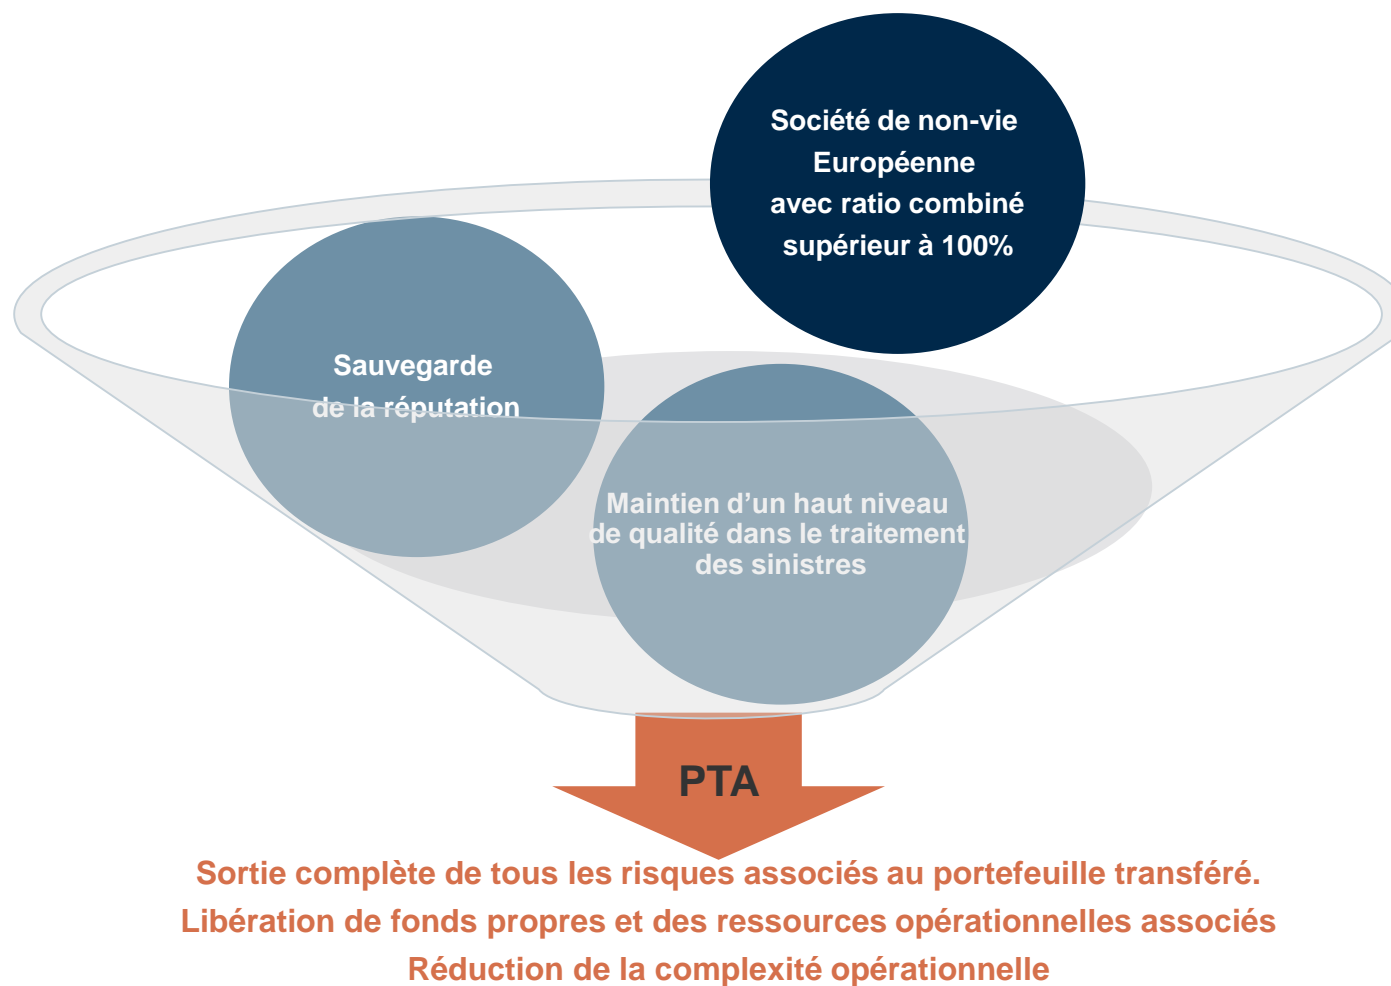 Société de non-vie
Européenne
avec ratio combiné
supérieur à 100%
Sauvegarde
de la réputation
Maintien d’un haut niveau
de qualité dans le traitement
des sinistres
PTA
Sortie complète de tous les risques associés au portefeuille transféré.
Libération de fonds propres et des ressources opérationnelles associés
Réduction de la complexité opérationnelle